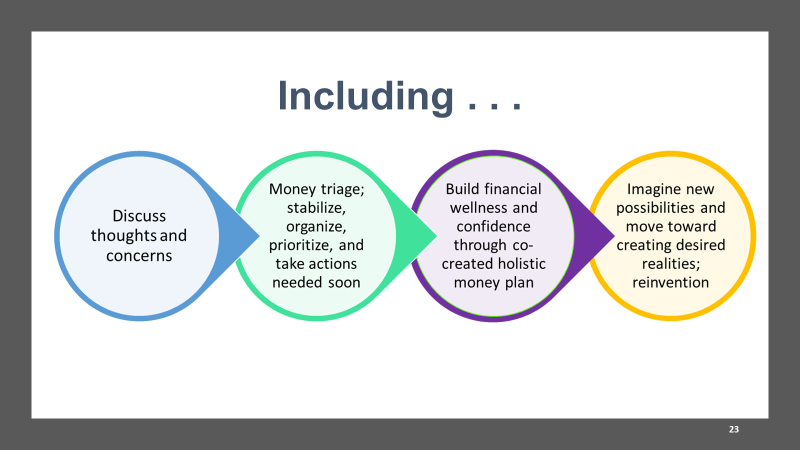 Including . . .
Discuss
thoughts and
concerns
Money triage;
stabilize,
organize,
prioritize, and
take actions
needed soon
Build financial
wellness and
confidence
through co-
created holistic
money plan
Imagine new
possibilities and
move toward
creating desired
realities;
reinvention
23